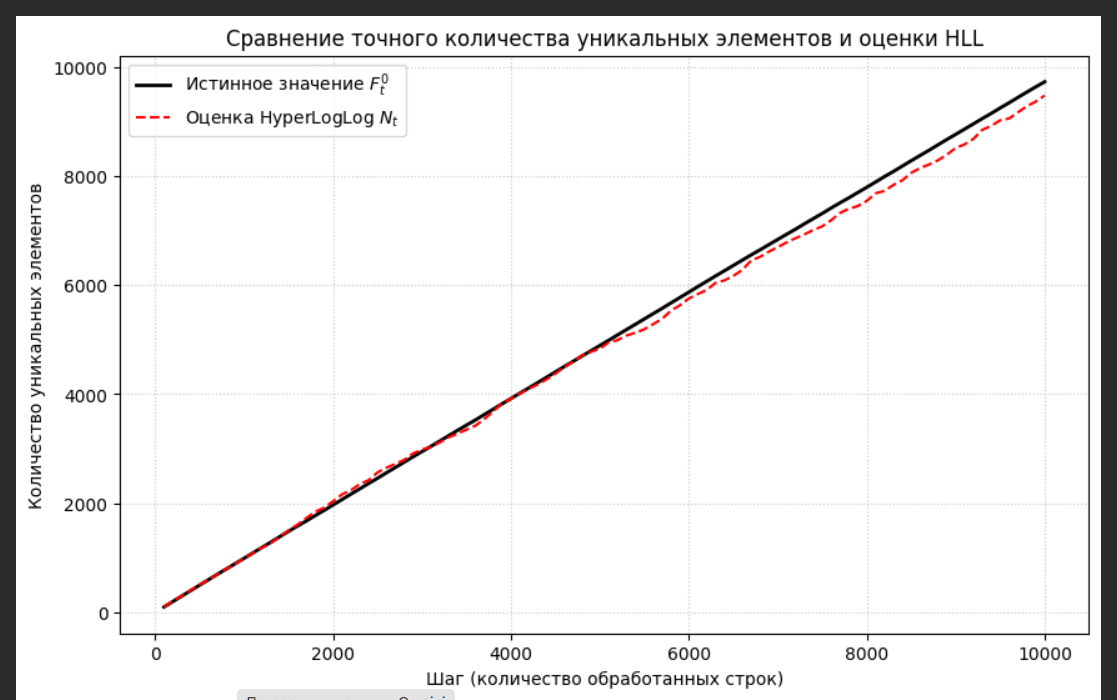 Сравнение точного количества уникальных элементов и оценки HLL
Истинное значение F_t^0
Оценка HyperLogLog N_t
Количество уникальных элементов
10000
8000
6000
4000
2000
0
0 2000 4000 6000 8000 10000
Шаг (количество обработанных строк)